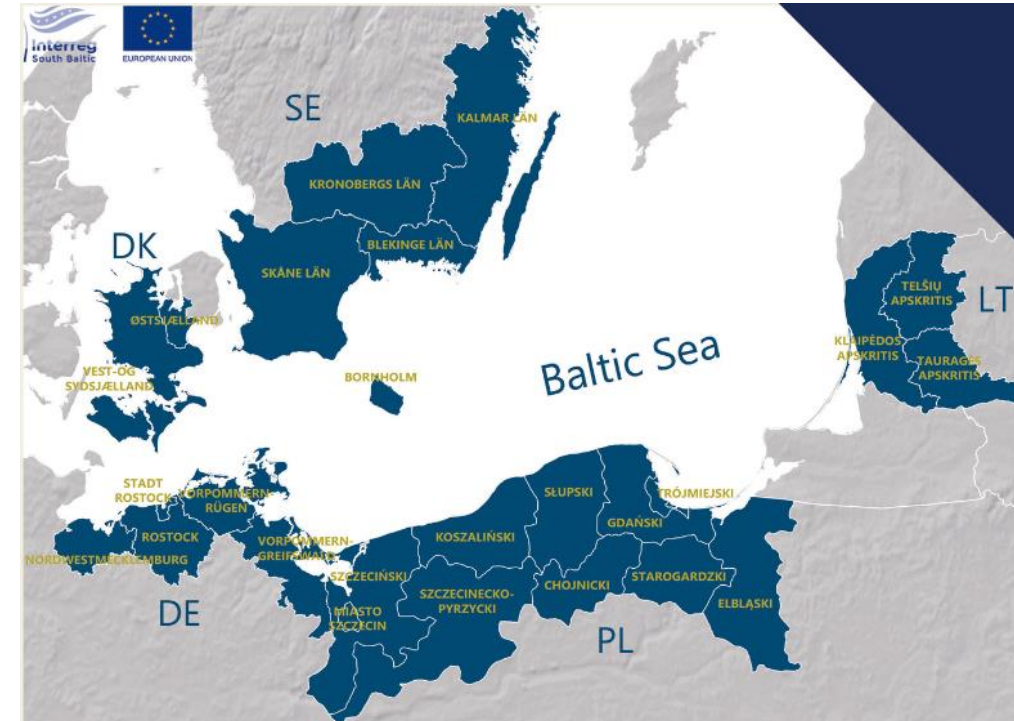 Interreg
South Baltic
EUROPEAN UNION
SE
KALMAR LÄN
KRONOBERGS LÄN
BLEKINGE LÄN
SKÅNE LÄN
DK
ØSTSJÆLLAND
VEST-OG
SYDSJÆLLAND
BORNHOLM
Baltic Sea
TELŠIŲ
APSKRITIS
LT
KLAIPĖDOS
APSKRITIS
TAURAGĖS
APSKRITIS
STADT
ROSTOCK
VORPOMMERN-
RÜGEN
ROSTOCK
NORDWESTMECKLEMBURG
VORPOMMERN-
GREIFSWALD
DE
SŁUPSKI
TRÓJMIEJSKI
GDAŃSKI
KOSZALIŃSKI
SZCZECIŃSKI
SZCZECINECKO-
PYRZYCKI
CHOJNICKI
STAROGARDZKI
ELBLĄSKI
MIASTO
SZCZECIN
PL